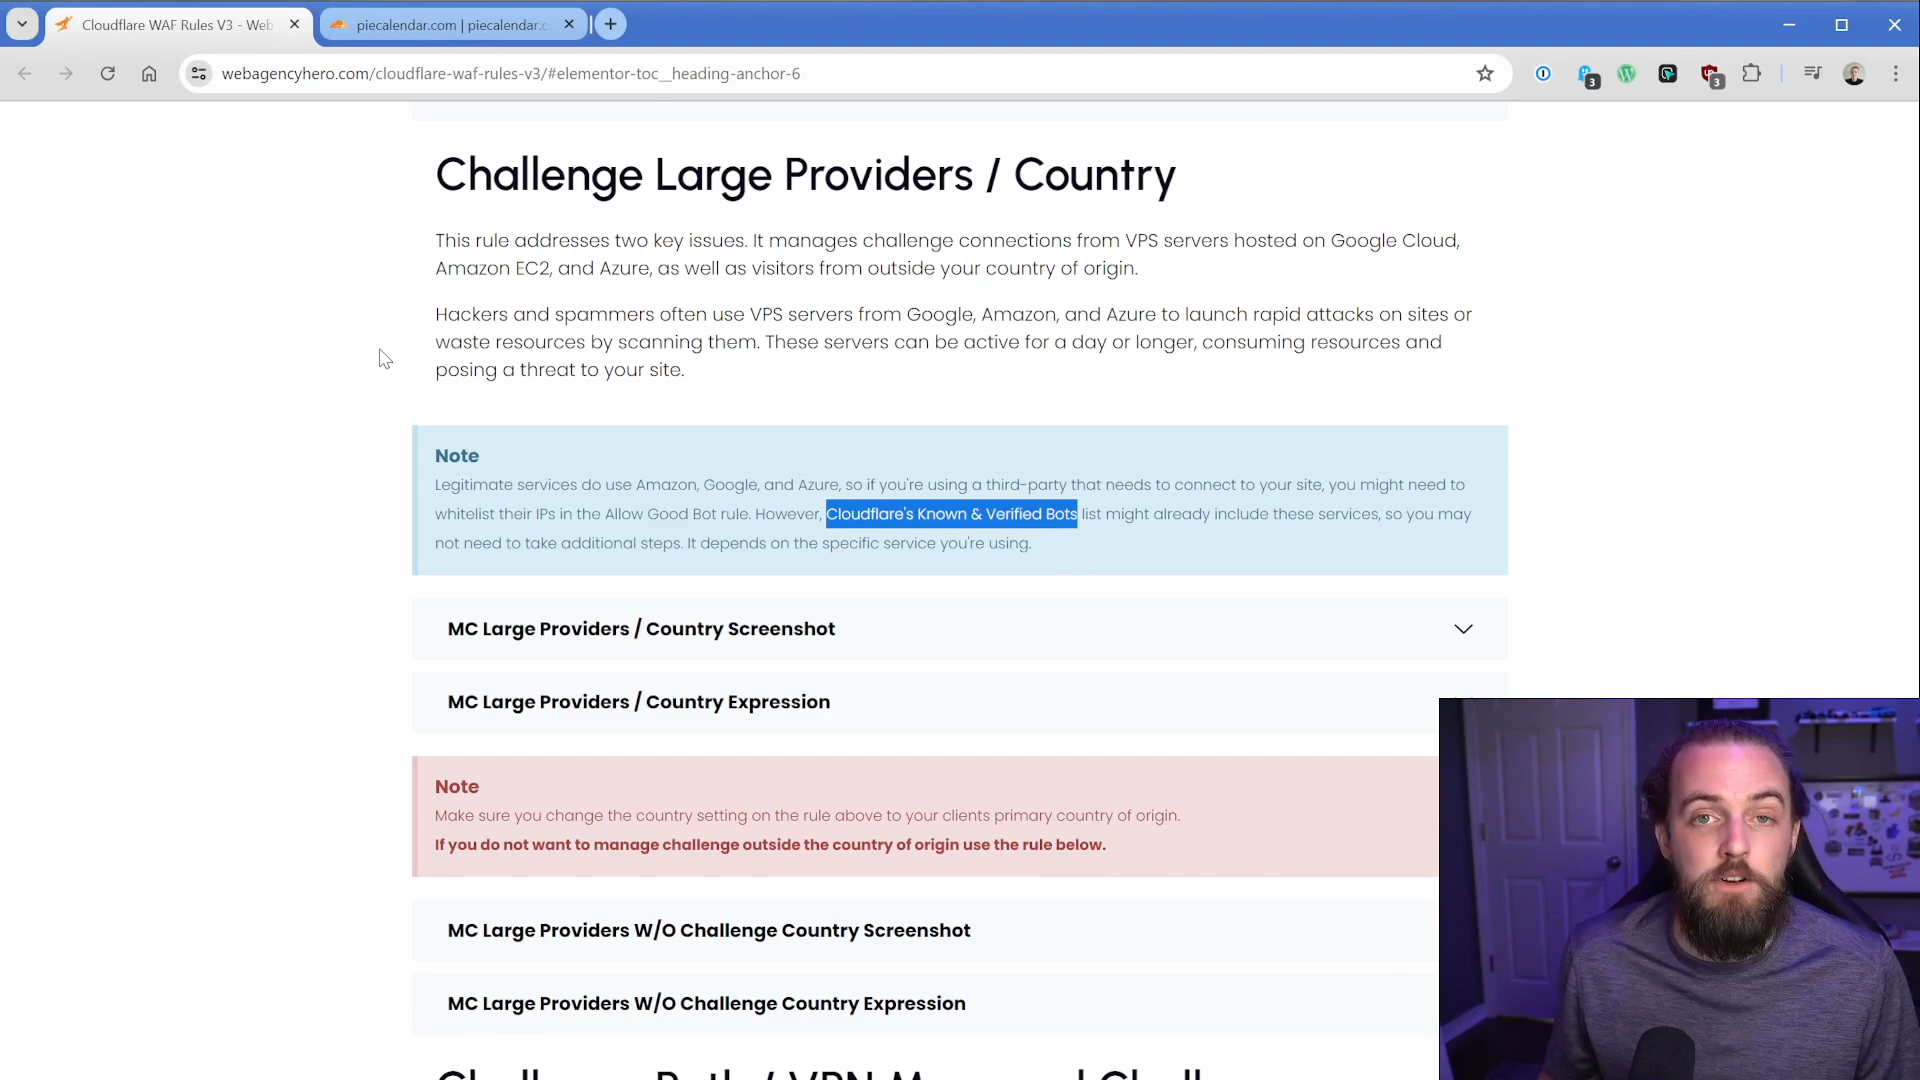 Cloudflare WAF Rules V3 - Web
piecalendar.com | piecalendar.c
webagencyhero.com/cloudflare-waf-rules-v3/#elementor-toc__heading-anchor-6
3
3
Challenge Large Providers / Country
This rule addresses two key issues. It manages challenge connections from VPS servers hosted on Google Cloud,
Amazon EC2, and Azure, as well as visitors from outside your country of origin.
Hackers and spammers often use VPS servers from Google, Amazon, and Azure to launch rapid attacks on sites or
waste resources by scanning them. These servers can be active for a day or longer, consuming resources and
posing a threat to your site.
Note
Legitimate services do use Amazon, Google, and Azure, so if you're using a third-party that needs to connect to your site, you might need to
whitelist their IPs in the Allow Good Bot rule. However, Cloudflare's Known & Verified Bots list might already include these services, so you may
not need to take additional steps. It depends on the specific service you're using.
MC Large Providers / Country Screenshot
MC Large Providers / Country Expression
Note
Make sure you change the country setting on the rule above to your clients primary country of origin.
If you do not want to manage challenge outside the country of origin use the rule below.
MC Large Providers W/O Challenge Country Screenshot
MC Large Providers W/O Challenge Country Expression